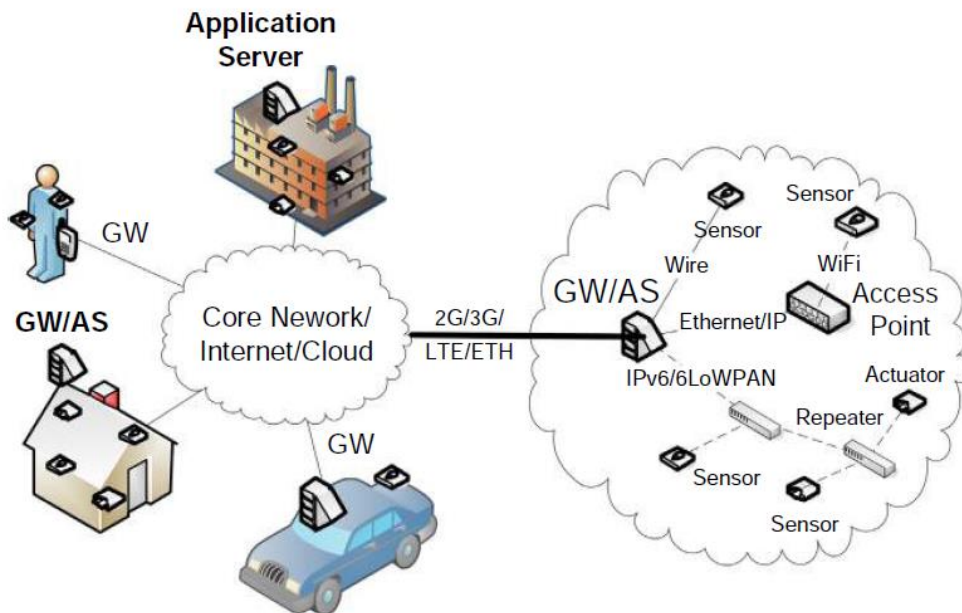 Application
Server
GW
GW/AS
Core Nework/
Internet/Cloud
GW
2G/3G/
LTE/ETH
GW/AS
Sensor
Wire
Sensor
WiFi
Access
Point
Ethernet/IP
IPv6/6LoWPAN
Actuator
Repeater
Sensor
Sensor